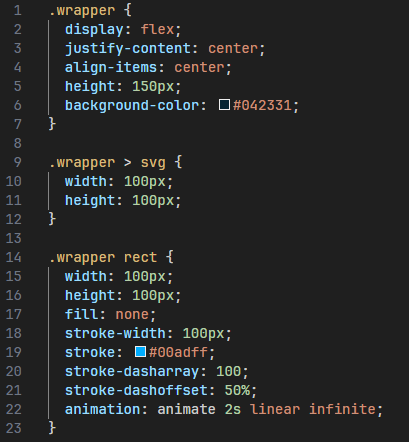 1 .wrapper {
2   display: flex;
3   justify-content: center;
4   align-items: center;
5   height: 150px;
6   background-color: #042331;
7 }
8
9 .wrapper > svg {
10   width: 100px;
11   height: 100px;
12 }
13
14 .wrapper rect {
15   width: 100px;
16   height: 100px;
17   fill: none;
18   stroke-width: 100px;
19   stroke: #00adff;
20   stroke-dasharray: 100;
21   stroke-dashoffset: 50%;
22   animation: animate 2s linear infinite;
23 }